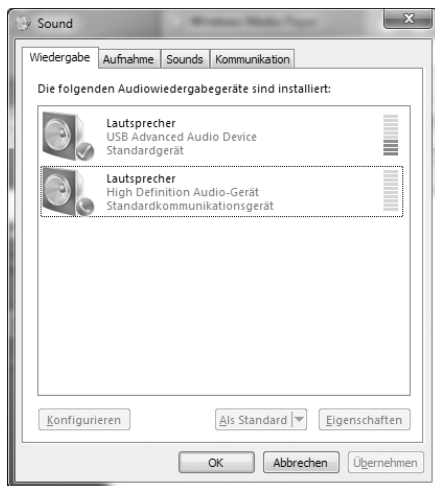 Sound
Wiedergabe Aufnahme Sounds Kommunikation
Die folgenden Audiowiedergabegeräte sind installiert:
Lautsprecher
USB Advanced Audio Device
Standardgerät
Lautsprecher
High Definition Audio-Gerät
Standardkommunikationsgerät
Konfigurieren Als Standard Eigenschaften
OK Abbrechen Übernehmen